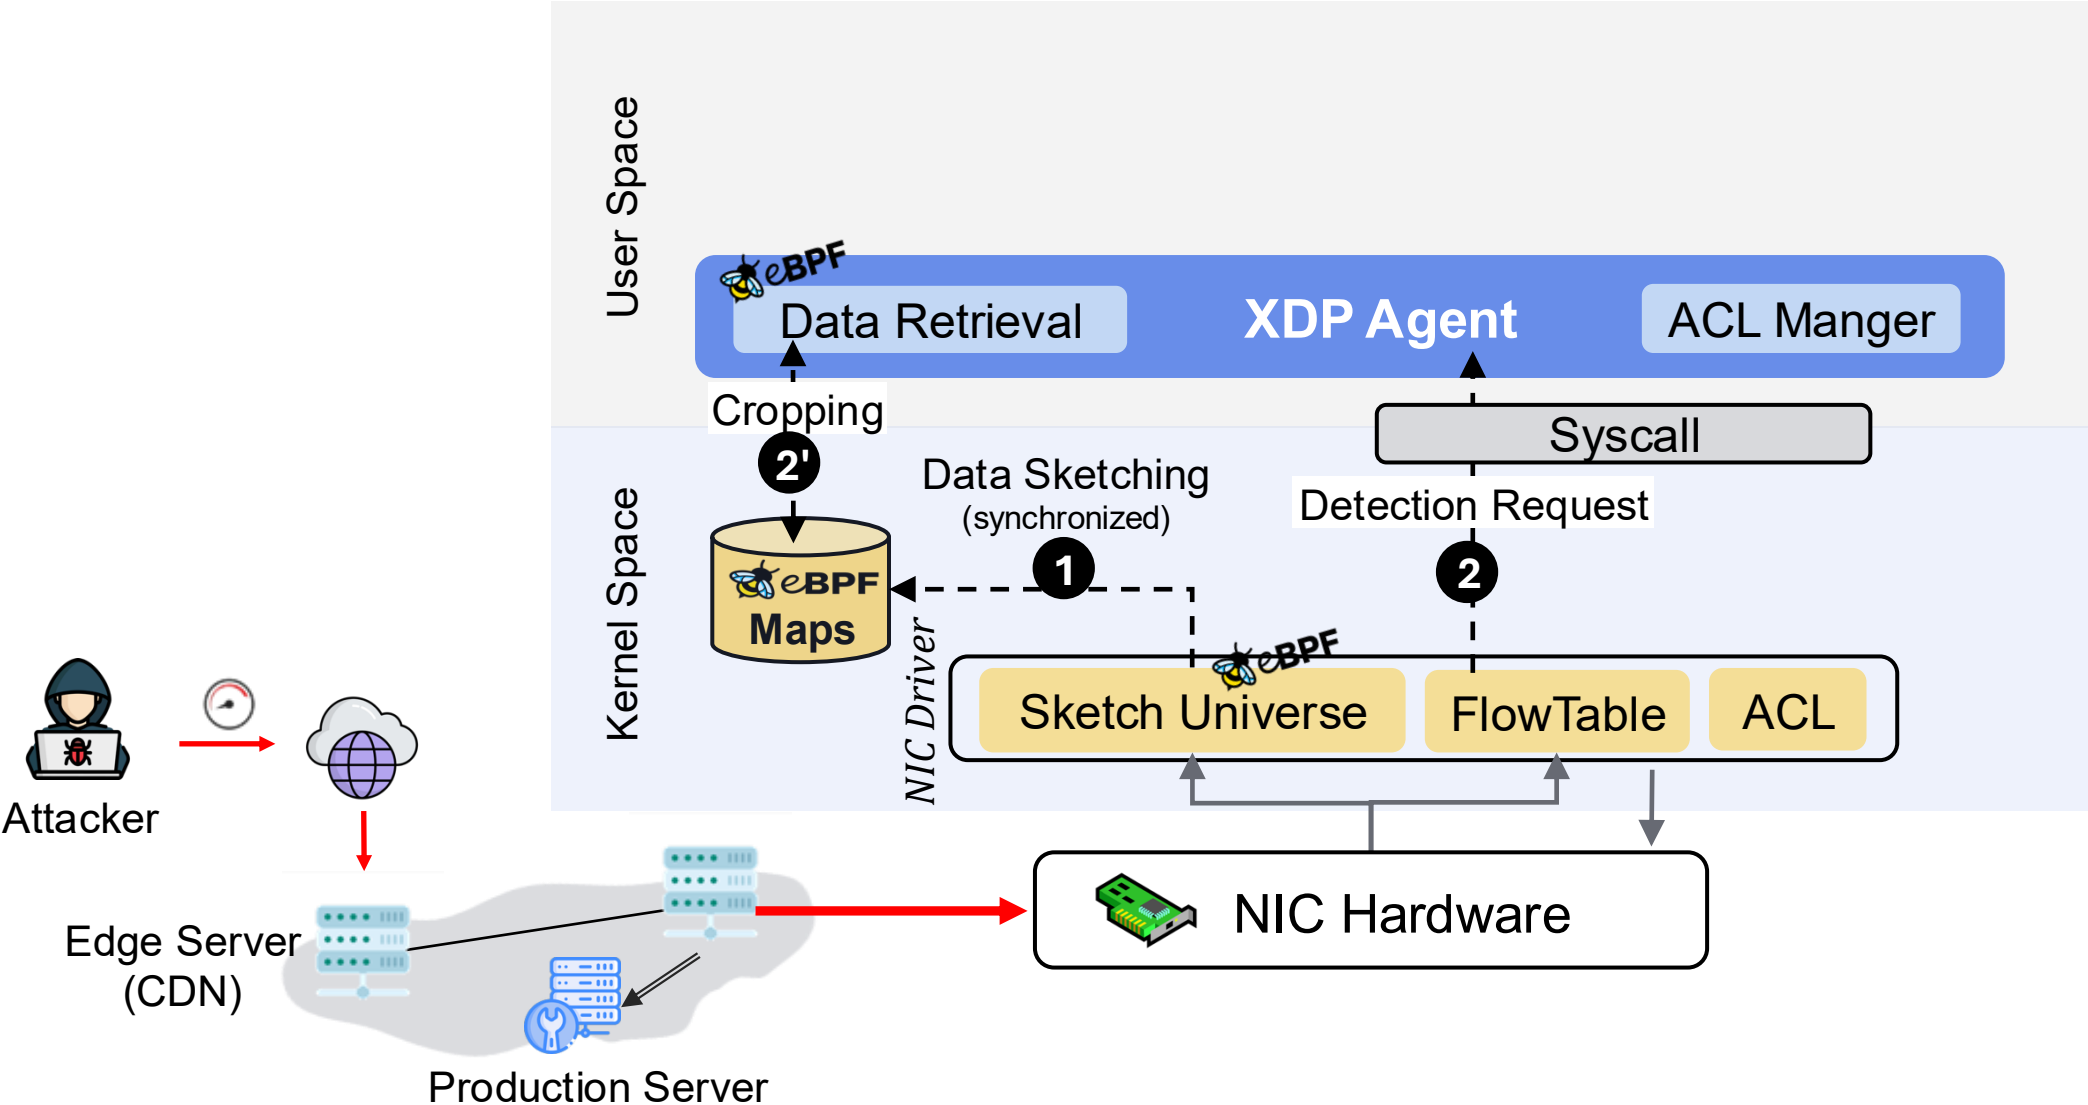 User Space
eBPF
Data Retrieval
XDP Agent
ACL Manger
Cropping
Syscall
2'
Data Sketching
(synchronized)
Detection Request
1
2
Kernel Space
eBPF
Maps
NIC Driver
eBPF
Sketch Universe
FlowTable
ACL
Attacker
NIC Hardware
Edge Server
(CDN)
Production Server